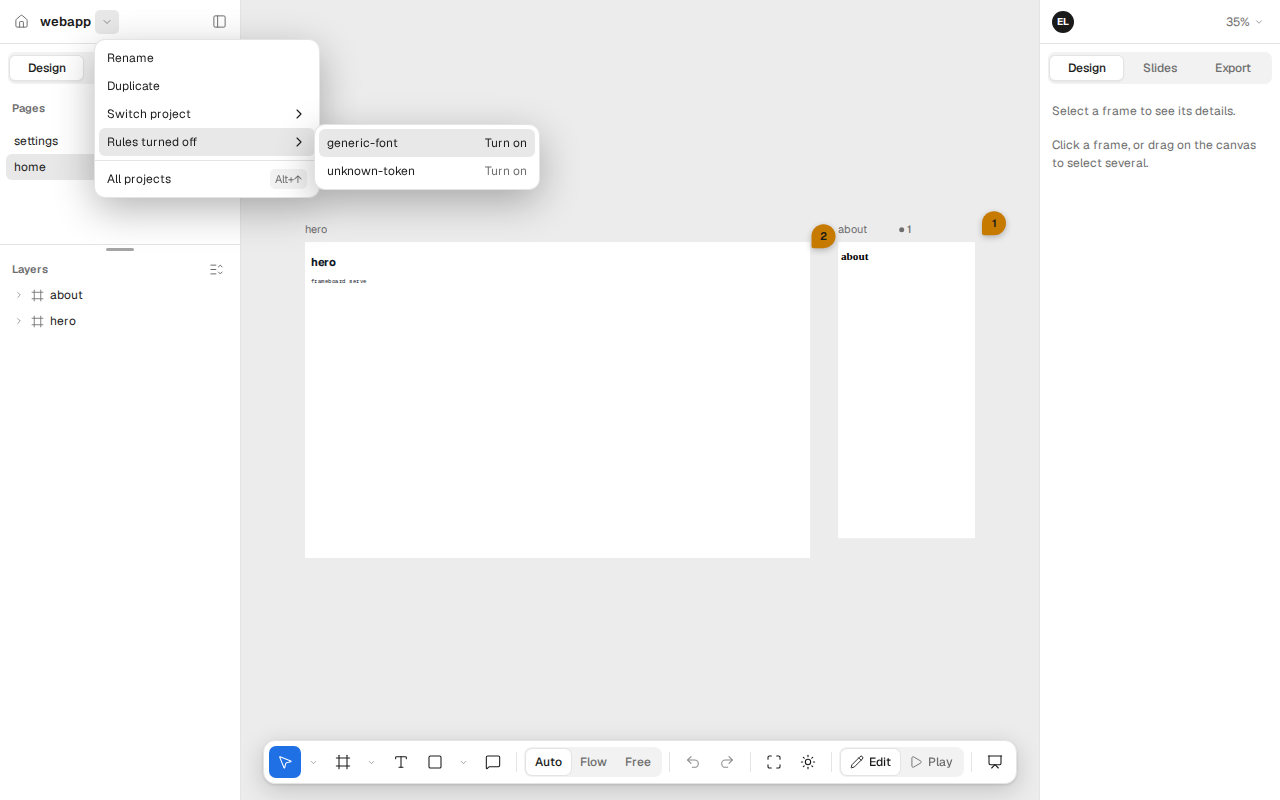 webapp
Design
Pages
settings
home
Rename
Duplicate
Switch project
Rules turned off
All projects Alt+↑
generic-font Turn on
unknown-token Turn on
Layers
about
hero
hero
2
about
1
1
hero
frameboard serve
about
Auto Flow Free
Edit Play
EL
35%
Design Slides Export
Select a frame to see its details.
Click a frame, or drag on the canvas
to select several.